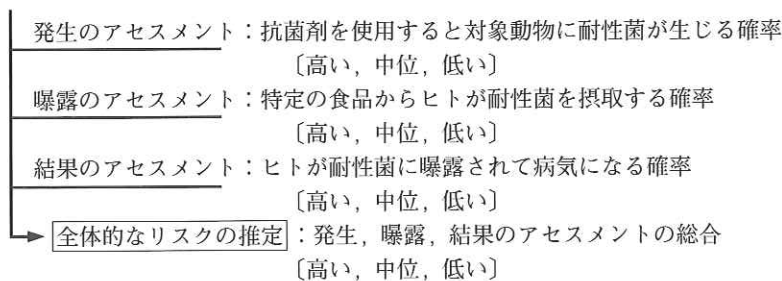 発生のアセスメント：抗菌剤を使用すると対象動物に耐性菌が生じる確率
〔高い，中位，低い〕
曝露のアセスメント：特定の食品からヒトが耐性菌を摂取する確率
〔高い，中位，低い〕
結果のアセスメント：ヒトが耐性菌に曝露されて病気になる確率
〔高い，中位，低い〕
全体的なリスクの推定：発生，曝露，結果のアセスメントの総合
〔高い，中位，低い〕